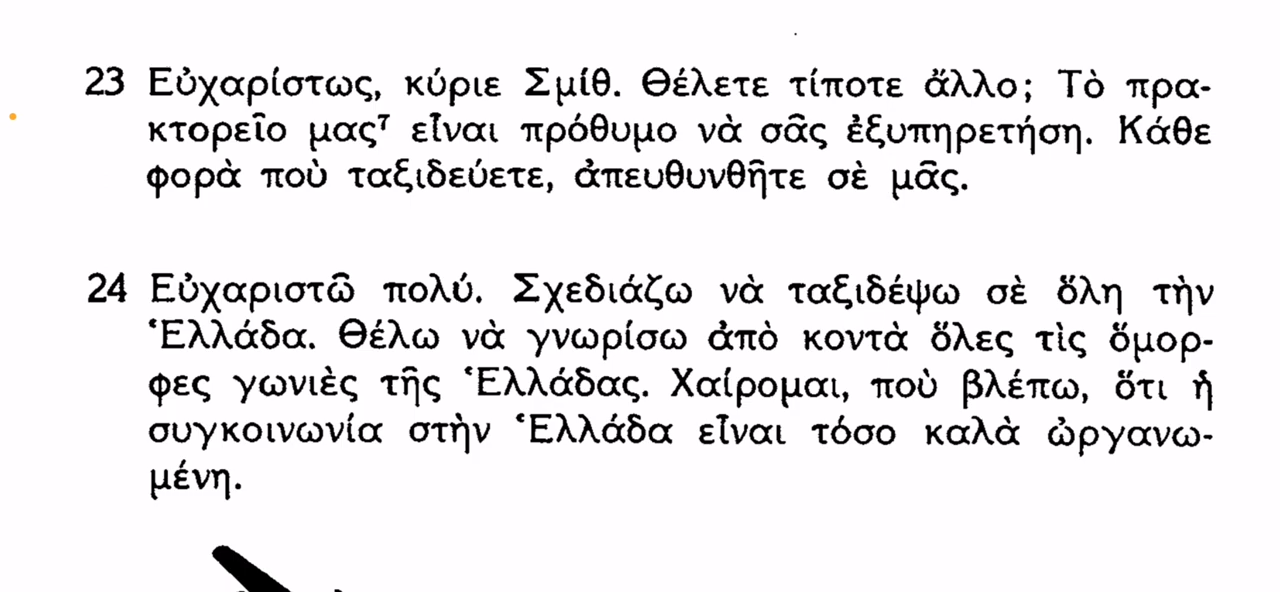 23 Εὐχαρίστως, κύριε Σμίθ. Θέλετε τίποτε ἄλλο; Τὸ πρα-
κτορεῖο μας⁷ εἶναι πρόθυμο νὰ σᾶς ἐξυπηρετήση. Κάθε
φορὰ ποὺ ταξιδεύετε, ἀπευθυνθῆτε σὲ μᾶς.
24 Εὐχαριστῶ πολύ. Σχεδιάζω νὰ ταξιδέψω σὲ ὅλη τὴν
Ἑλλάδα. Θέλω νὰ γνωρίσω ἀπὸ κοντὰ ὅλες τὶς ὅμορ-
φες γωνιὲς τῆς Ἑλλάδας. Χαίρομαι, ποὺ βλέπω, ὅτι ἡ
συγκοινωνία στὴν Ἑλλάδα εἶναι τόσο καλὰ ὠργανω-
μένη.